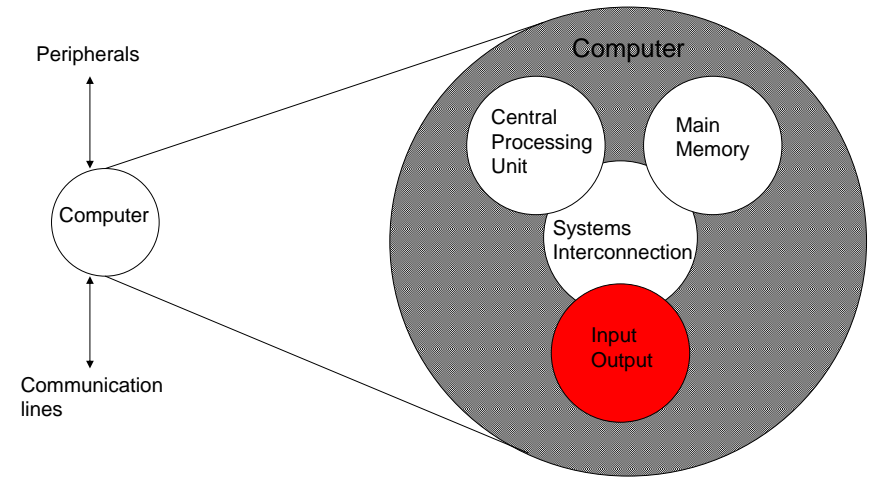 Peripherals
Computer
Communication
lines
Computer
Central
Processing
Unit
Main
Memory
Systems
Interconnection
Input
Output